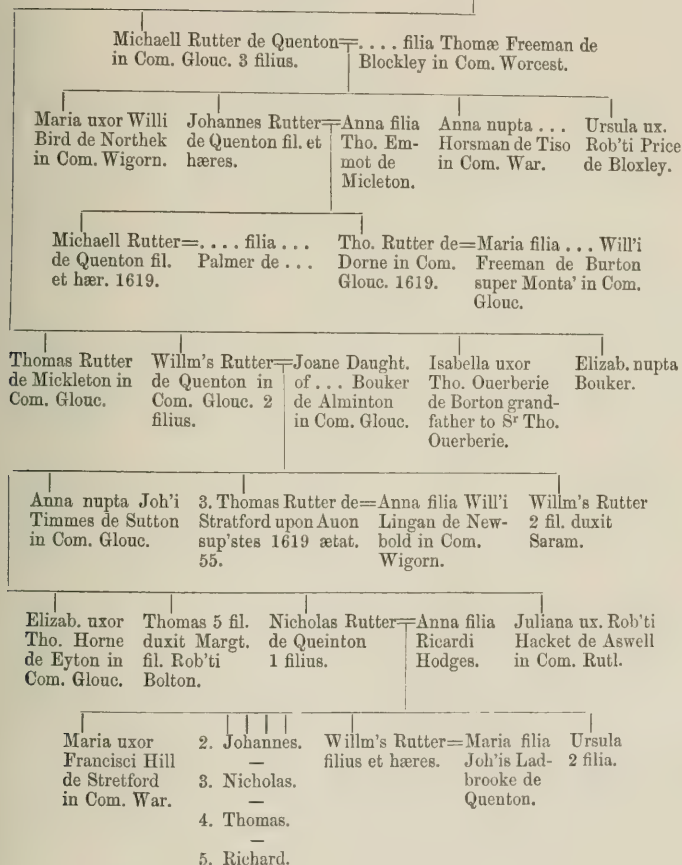 Michaell Rutter de Quenton=.... filia Thomæ Freeman de
in Com. Glouc. 3 filius. Blockley in Com. Worcest.
Maria uxor Willi
Bird de Northek
in Com. Wigorn.
Johannes Rutter=
de Quenton fil. et
hæres.
Anna filia
Tho. Em-
mot de
Micleton.
Anna nupta ...
Horsman de Tiso
in Com. War.
Ursula ux.
Rob'ti Price
de Bloxley.
Michaell Rutter=
de Quenton fil.
et hær. 1619.
.... filia ...
Palmer de ...
Tho. Rutter de=
Dorne in Com.
Glouc. 1619.
Maria filia ... Will'i
Freeman de Burton
super Monta' in Com.
Glouc.
Thomas Rutter
de Mickleton in
Com. Glouc.
Willm's Rutter=
de Quenton in
Com. Glouc. 2
filius.
Joane Daught.
of ... Bouker
de Alminton
in Com. Glouc.
Isabella uxor
Tho. Ouerberie
de Borton grand-
father to Sr Tho.
Ouerberie.
Elizab. nupta
Bouker.
Anna nupta Joh'i
Timmes de Sutton
in Com. Glouc.
3. Thomas Rutter de=
Stratford upon Auon
sup'stes 1619 ætat.
55.
Anna filia Will'i
Lingan de New-
bold in Com.
Wigorn.
Willm's Rutter
2 fil. duxit
Saram.
Elizab. uxor
Tho. Horne
de Eyton in
Com. Glouc.
Thomas 5 fil.
duxit Margt.
fil. Rob'ti
Bolton.
Nicholas Rutter=
de Queinton
1 filius.
Anna filia
Ricardi
Hodges.
Juliana ux. Rob'ti
Hacket de Aswell
in Com. Rutl.
Maria uxor
Francisci Hill
de Stretford
in Com. War.
2. Johannes.
—
3. Nicholas.
—
4. Thomas.
—
5. Richard.
Willm's Rutter=
filius et hæres.
Maria filia
Joh'is Lad-
brooke de
Quenton.
Ursula
2 filia.